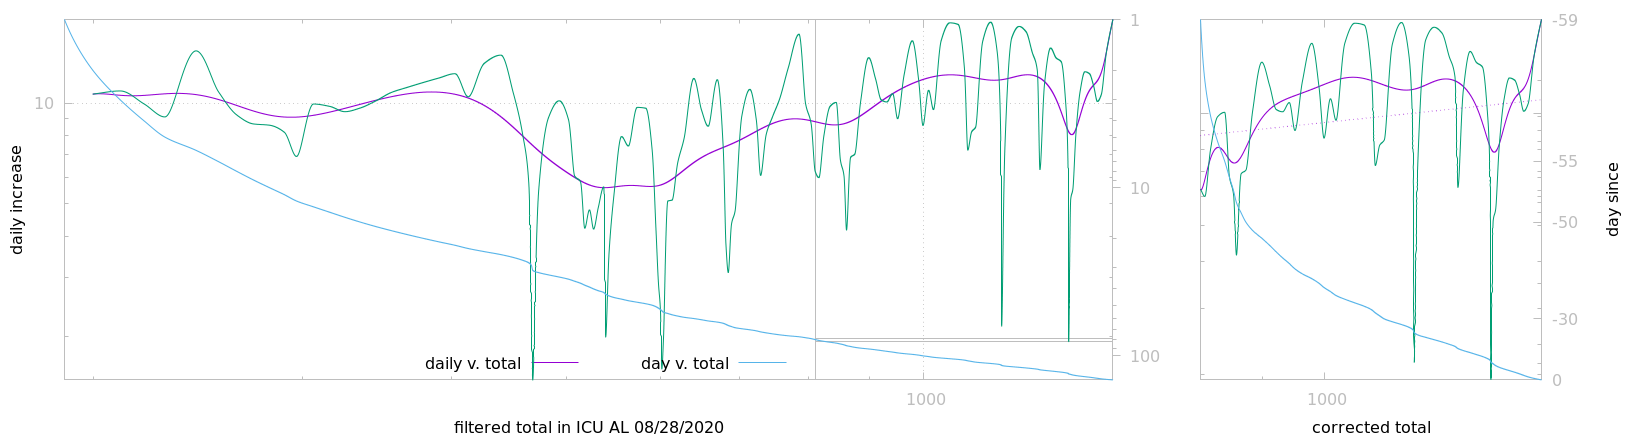 daily increase
10
daily v. total
day v. total
1
10
100
1000
filtered total in ICU AL 08/28/2020
-59
-55
-50
-30
0
day since
1000
corrected total